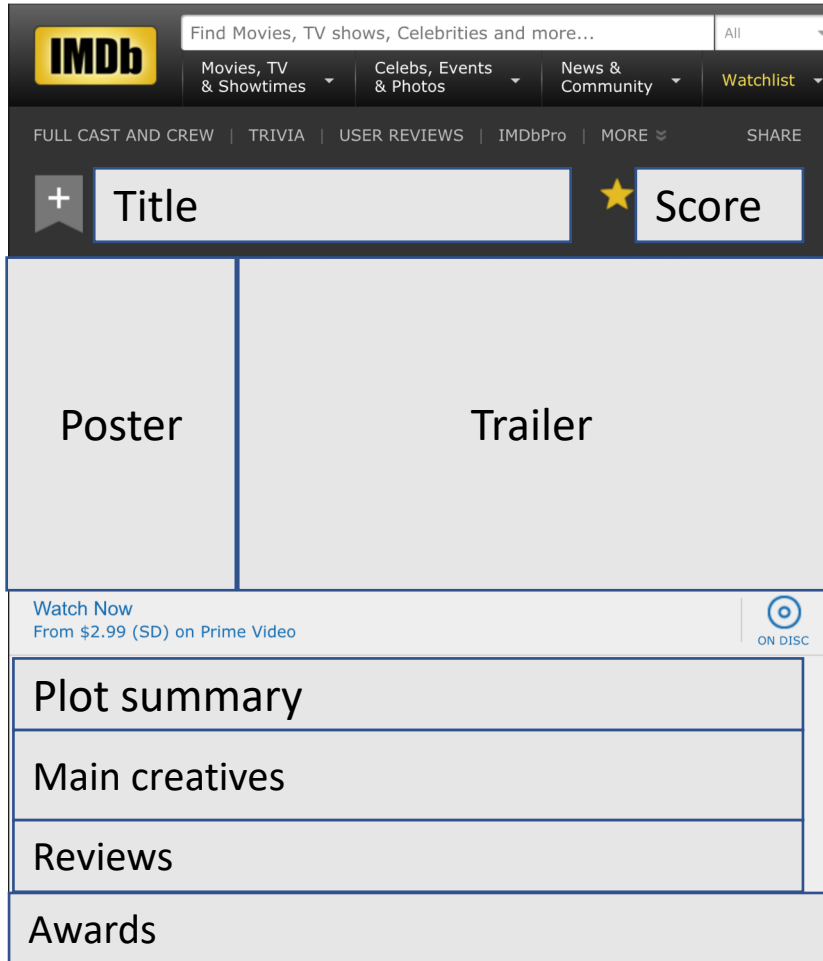 IMDb
Find Movies, TV shows, Celebrities and more...
All
Movies, TV
& Showtimes
Celebs, Events
& Photos
News &
Community
Watchlist
FULL CAST AND CREW | TRIVIA | USER REVIEWS | IMDbPro | MORE
SHARE
+
Title
Score
Poster
Trailer
Watch Now
From $2.99 (SD) on Prime Video
ON DISC
Plot summary
Main creatives
Reviews
Awards